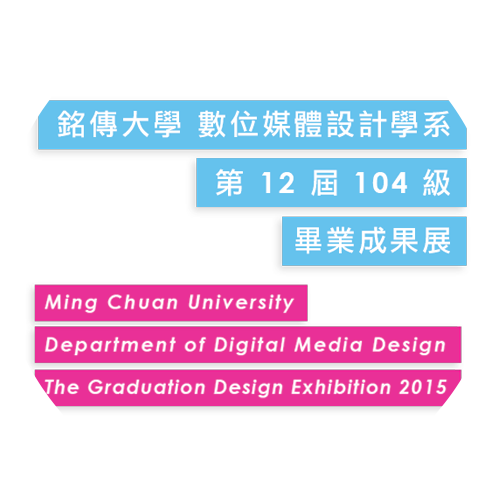 銘傳大學 數位媒體設計學系
第 12 屆 104 級
畢業成果展
Ming Chuan University
Department of Digital Media Design
The Graduation Design Exhibition 2015